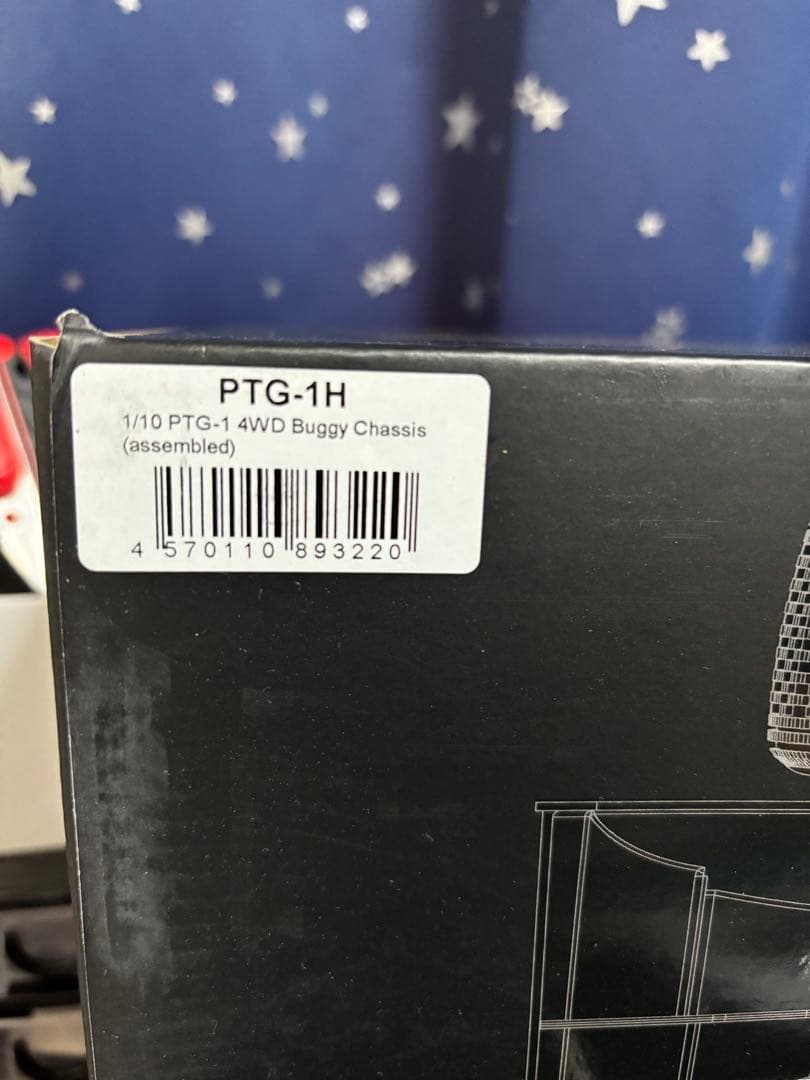 PTG-1H
1/10 PTG-1 4WD Buggy Chassis
(assembled)
4 570110 893220